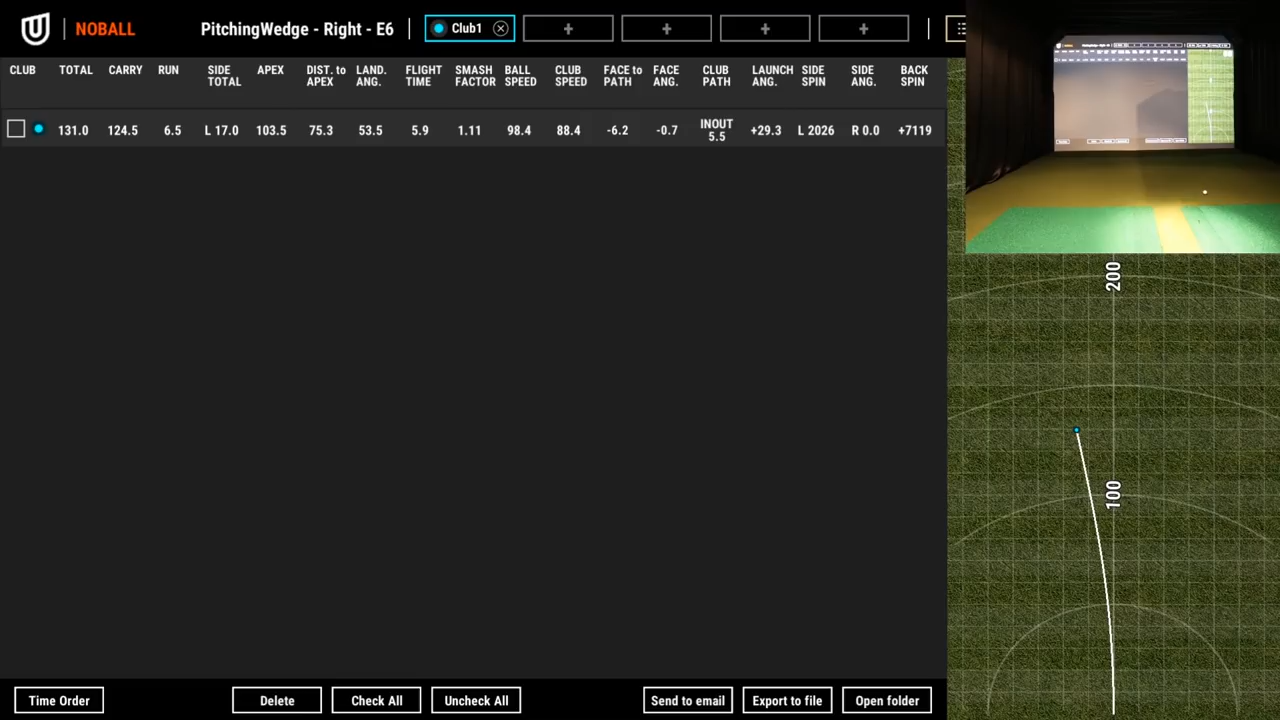 NOBALL PitchingWedge - Right - E6 Club1
CLUB TOTAL CARRY RUN SIDE TOTAL APEX DIST. to APEX LAND. ANG. FLIGHT TIME SMASH FACTOR BALL SPEED CLUB SPEED FACE to PATH FACE ANG. CLUB PATH LAUNCH ANG. SIDE SPIN SIDE ANG. BACK SPIN
131.0 124.5 6.5 L 17.0 103.5 75.3 53.5 5.9 1.11 98.4 88.4 -6.2 -0.7 INOUT 5.5 +29.3 L 2026 R 0.0 +7119
200
100
Time Order Delete Check All Uncheck All Send to email Export to file Open folder